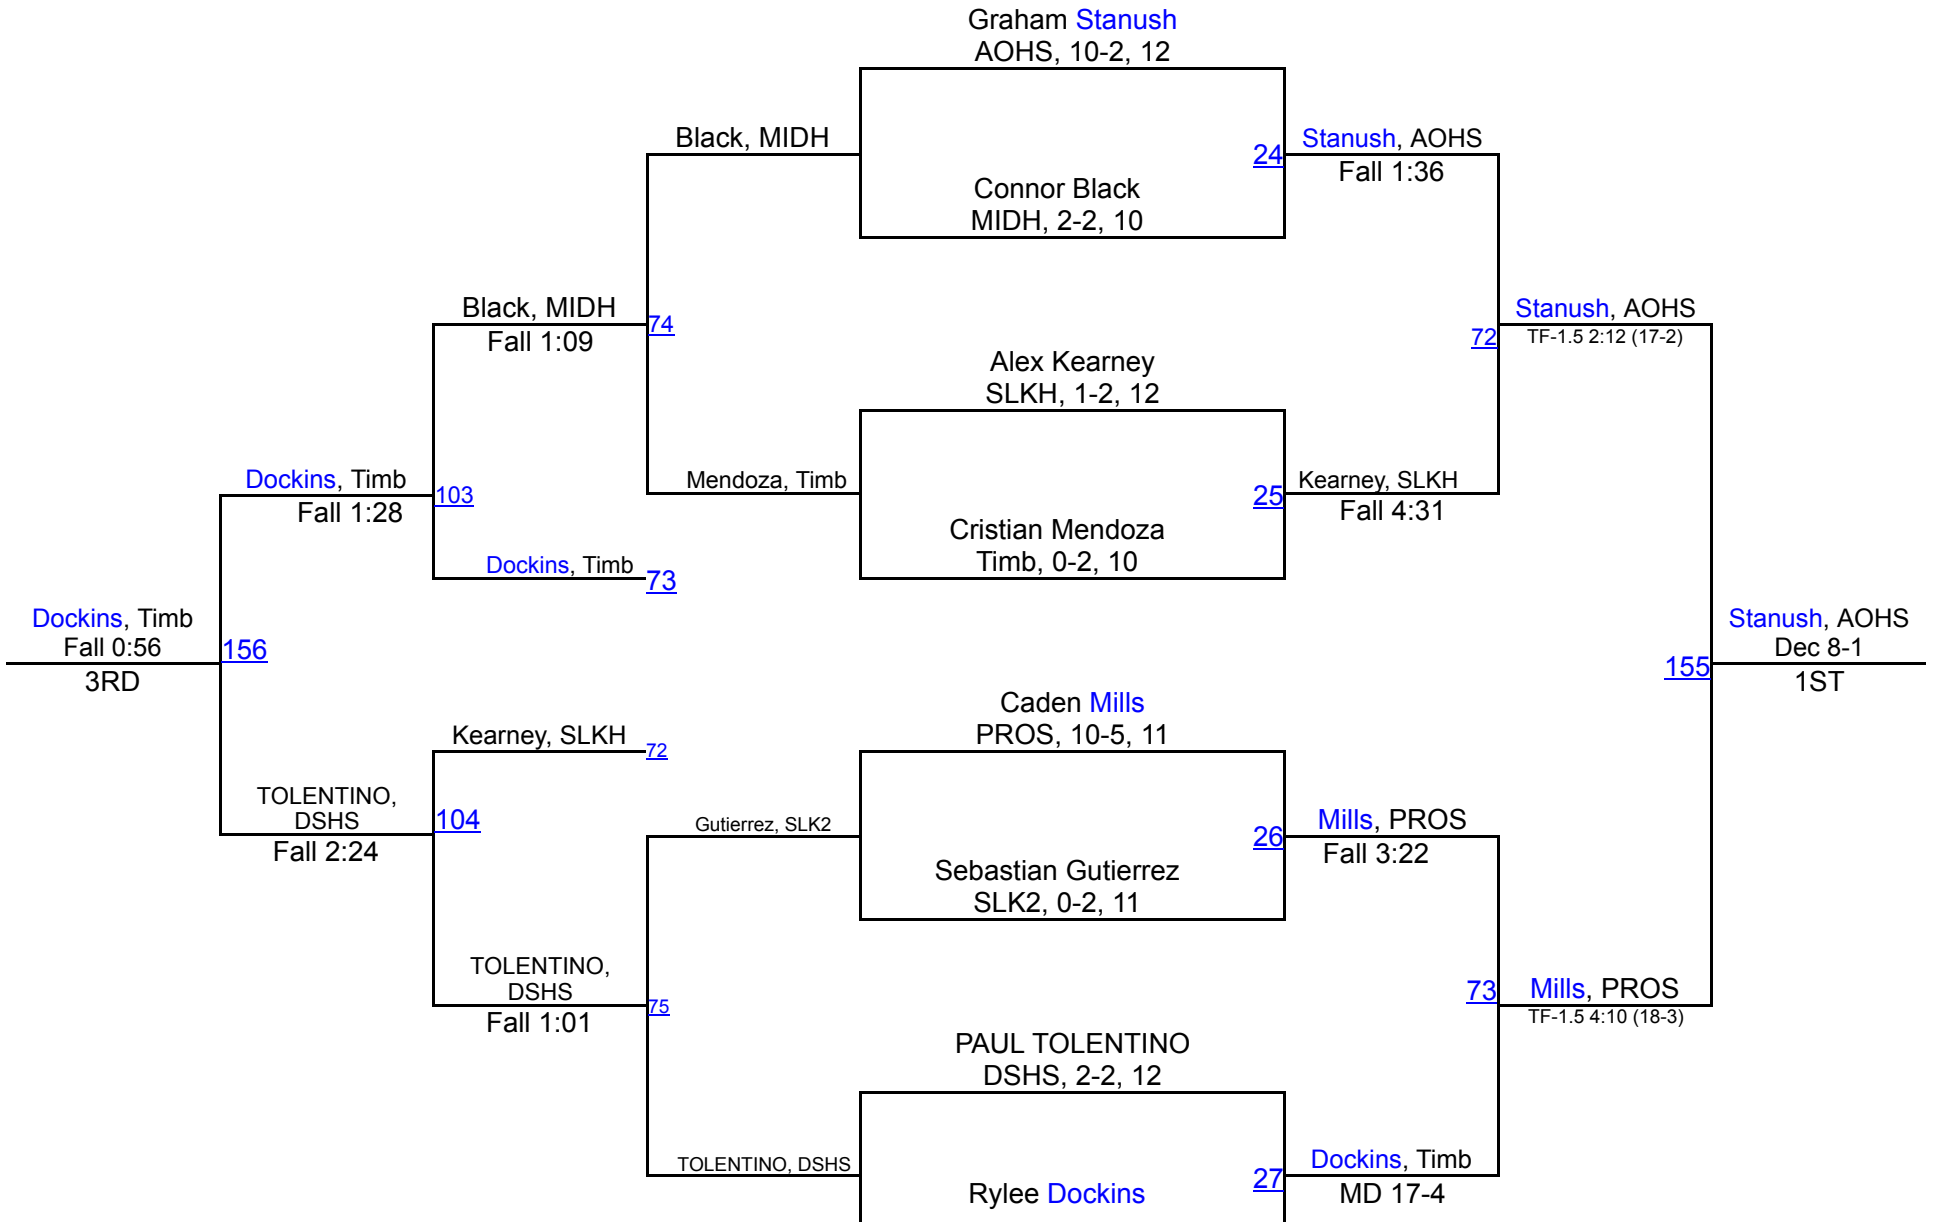 Graham Stanush
AOHS, 10-2, 12
Black, MIDH
24
Stanush, AOHS
Fall 1:36
Connor Black
MIDH, 2-2, 10
Black, MIDH
Fall 1:09
74
72
Stanush, AOHS
TF-1.5 2:12 (17-2)
Alex Kearney
SLKH, 1-2, 12
Dockins, Timb
Fall 1:28
103
Mendoza, Timb
25
Kearney, SLKH
Fall 4:31
Cristian Mendoza
Timb, 0-2, 10
Dockins, Timb
73
Dockins, Timb
Fall 0:56
3RD
156
155
Stanush, AOHS
Dec 8-1
1ST
Caden Mills
PROS, 10-5, 11
Kearney, SLKH
72
TOLENTINO,
DSHS
Fall 2:24
104
Gutierrez, SLK2
26
Mills, PROS
Fall 3:22
Sebastian Gutierrez
SLK2, 0-2, 11
TOLENTINO,
DSHS
Fall 1:01
75
73
Mills, PROS
TF-1.5 4:10 (18-3)
PAUL TOLENTINO
DSHS, 2-2, 12
TOLENTINO, DSHS
27
Dockins, Timb
MD 17-4
Rylee Dockins